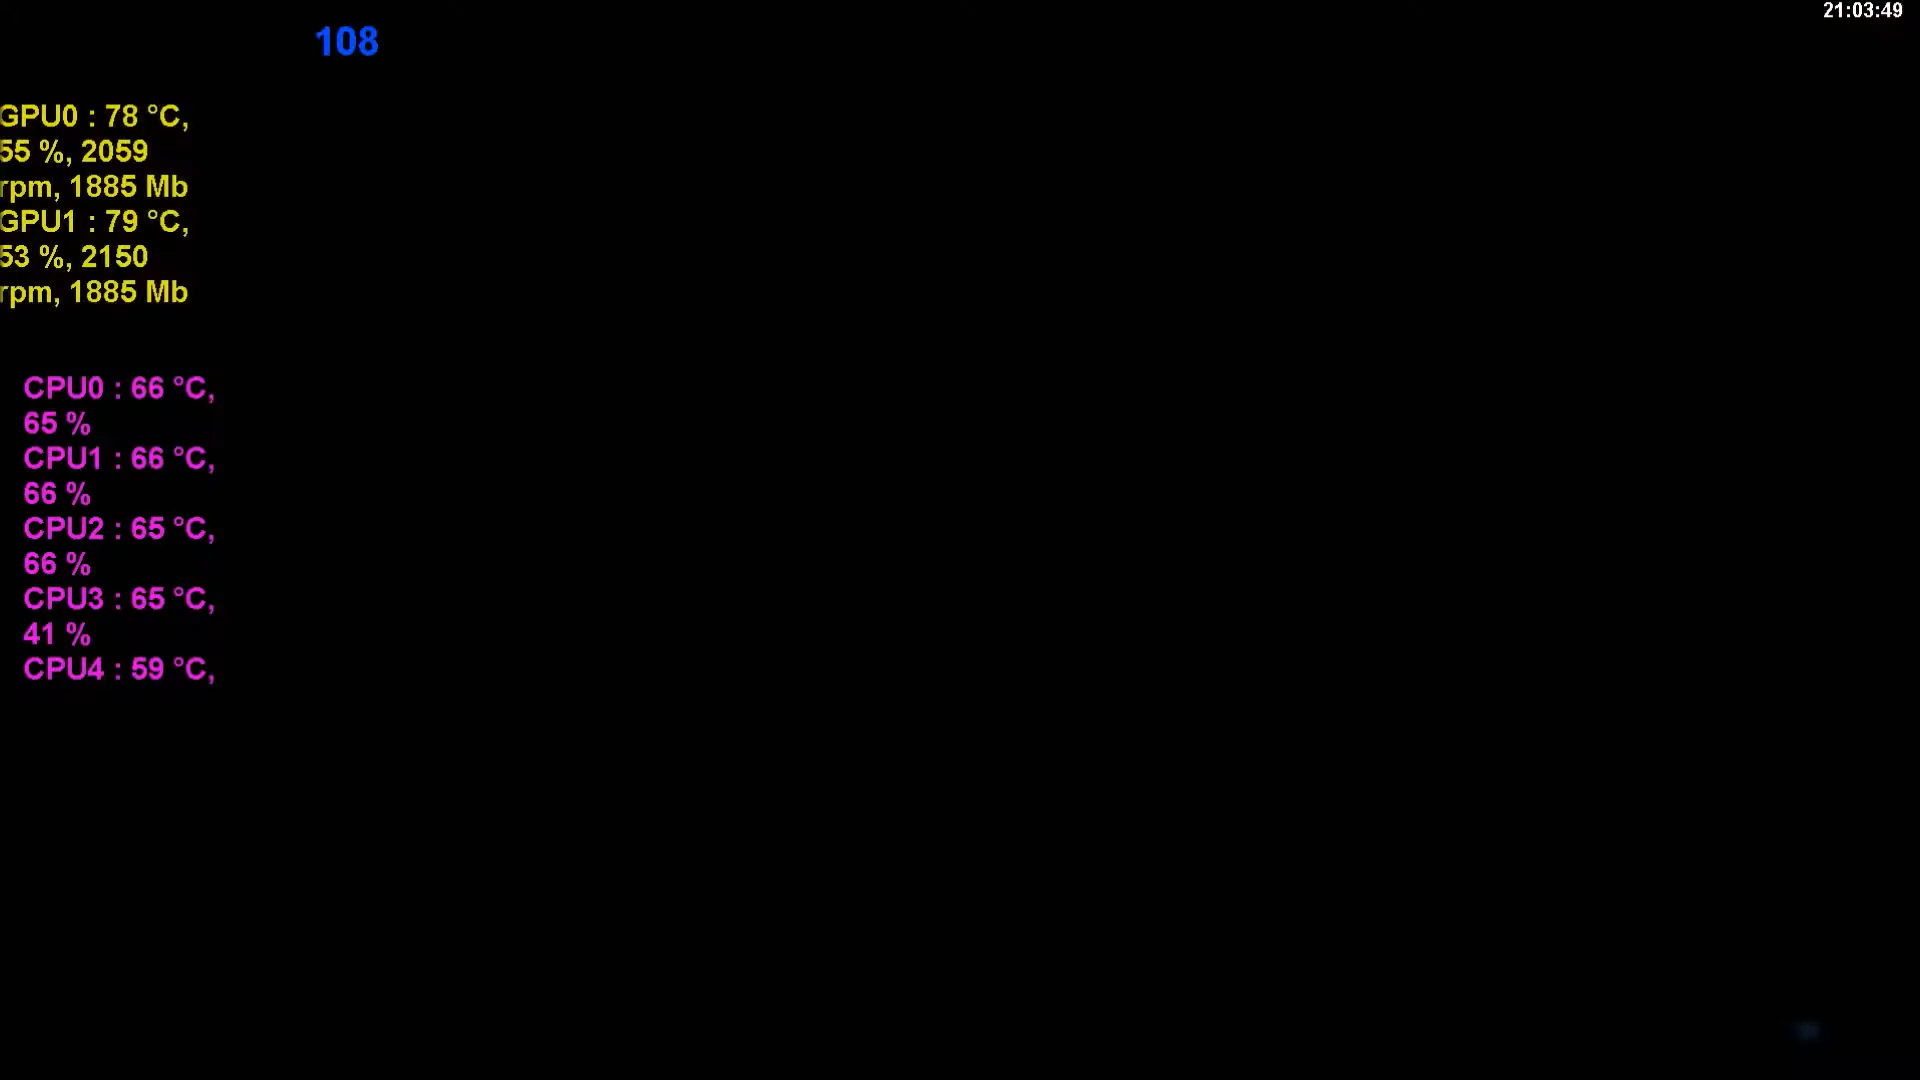 21:03:49
108
GPU0 : 78 °C,
55 %, 2059
rpm, 1885 Mb
GPU1 : 79 °C,
53 %, 2150
rpm, 1885 Mb
CPU0 : 66 °C,
65 %
CPU1 : 66 °C,
66 %
CPU2 : 65 °C,
66 %
CPU3 : 65 °C,
41 %
CPU4 : 59 °C,